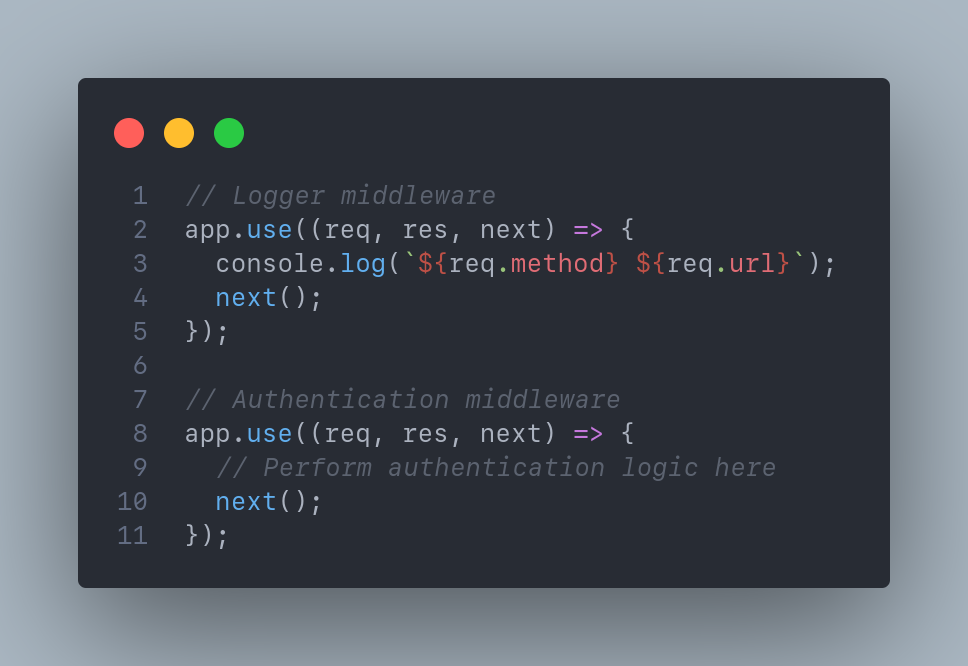 1 // Logger middleware
2 app.use((req, res, next) => {
3   console.log(`${req.method} ${req.url}`);
4   next();
5 });
6
7 // Authentication middleware
8 app.use((req, res, next) => {
9   // Perform authentication logic here
10   next();
11 });